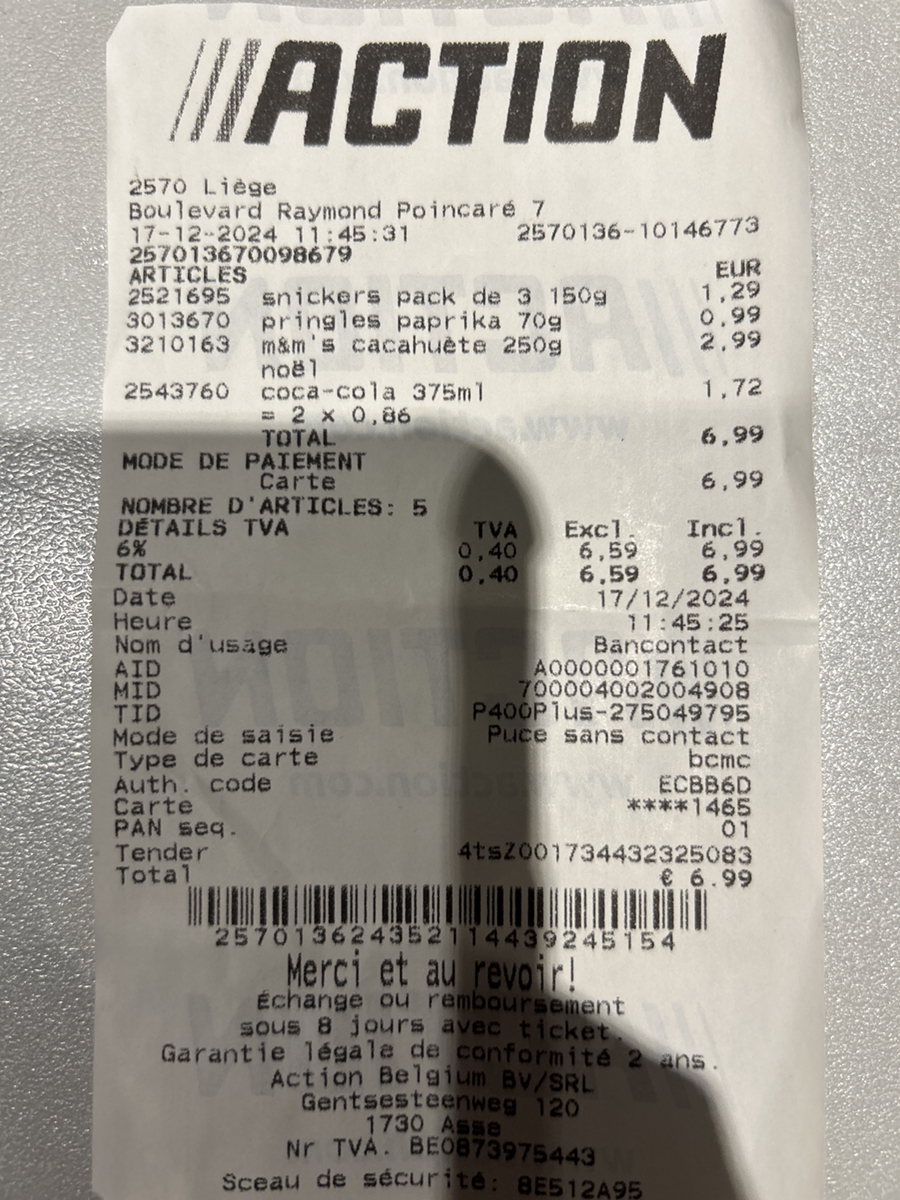 ACTION
2570 Liège
Boulevard Raymond Poincaré 7
17-12-2024 11:45:31 2570136-10146773
257013670098679
ARTICLES EUR
2521695 snickers pack de 3 150g 1,29
3013670 pringles paprika 70g 0,99
3210163 m&m's cacahuète 250g 2,99
noël
2543760 coca-cola 375ml 1,72
= 2 x 0,86
TOTAL 6,99
MODE DE PAIEMENT
Carte 6,99
NOMBRE D'ARTICLES: 5
DÉTAILS TVA TVA Excl. Incl.
6% 0,40 6,59 6,99
TOTAL 0,40 6,59 6,99
Date 17/12/2024
Heure 11:45:25
Nom d'usage Bancontact
AID A0000001761010
MID 700004002004908
TID P400Plus-275049795
Mode de saisie Puce sans contact
Type de carte bcmc
Auth. code ECBB6D
Carte ****1465
PAN seq. 01
Tender 4tsZ001734432325083
Total € 6.99
257013624352114439245154
Merci et au revoir!
Échange ou remboursement
sous 8 jours avec ticket.
Garantie légale de conformité 2 ans.
Action Belgium BV/SRL
Gentsesteenweg 120
1730 Asse
Nr TVA. BE0873975443
Sceau de sécurité: 8E512A95